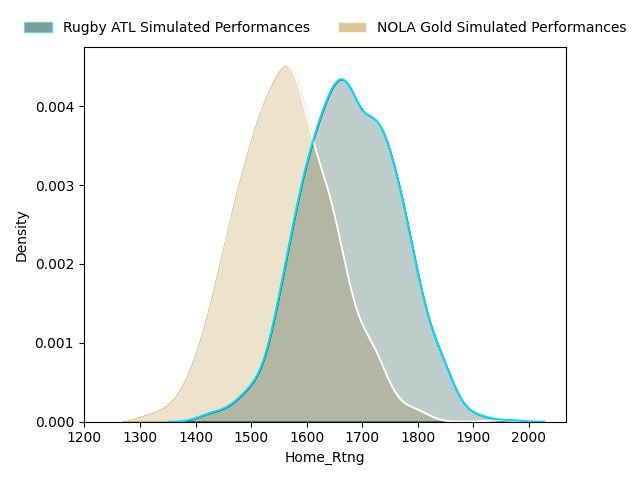 Rugby ATL Simulated Performances NOLA Gold Simulated Performances
0.004
0.003
0.002
0.001
0.000
Density
1200 1300 1400 1500 1600 1700 1800 1900 2000
Home_Rtng